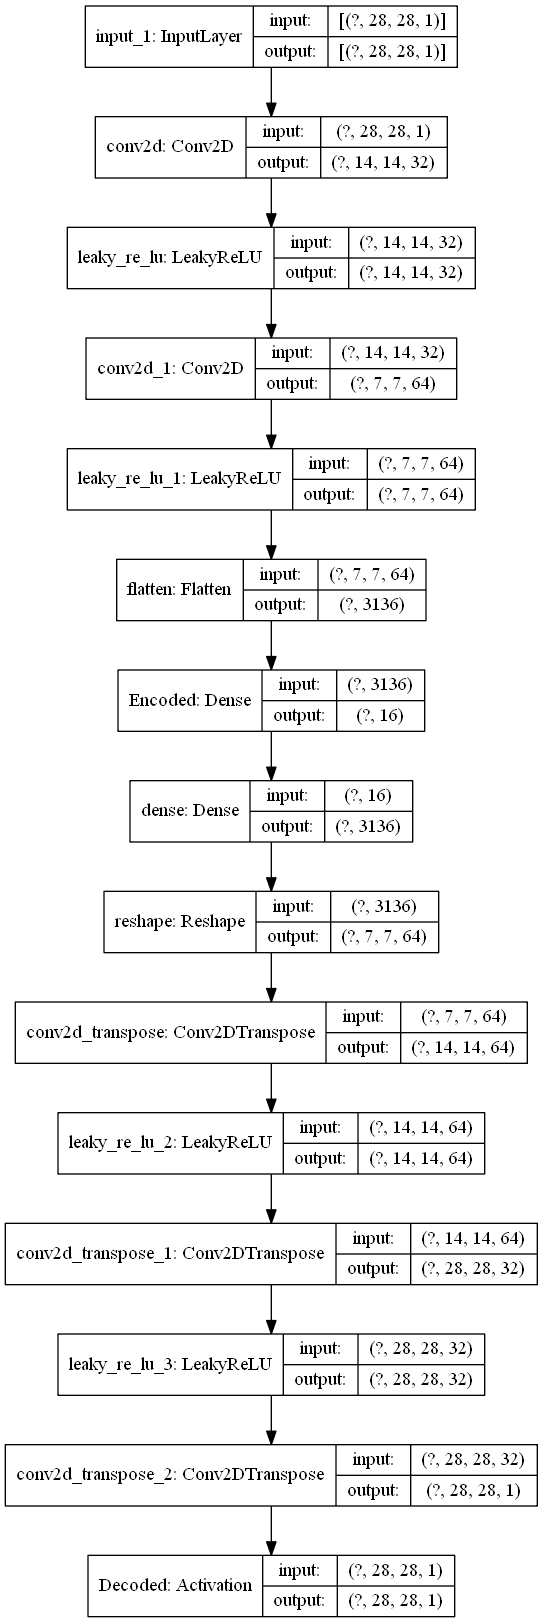 input_1: InputLayer
input:
[(?, 28, 28, 1)]
output:
[(?, 28, 28, 1)]
conv2d: Conv2D
input:
(?, 28, 28, 1)
output:
(?, 14, 14, 32)
leaky_re_lu: LeakyReLU
input:
(?, 14, 14, 32)
output:
(?, 14, 14, 32)
conv2d_1: Conv2D
input:
(?, 14, 14, 32)
output:
(?, 7, 7, 64)
leaky_re_lu_1: LeakyReLU
input:
(?, 7, 7, 64)
output:
(?, 7, 7, 64)
flatten: Flatten
input:
(?, 7, 7, 64)
output:
(?, 3136)
Encoded: Dense
input:
(?, 3136)
output:
(?, 16)
dense: Dense
input:
(?, 16)
output:
(?, 3136)
reshape: Reshape
input:
(?, 3136)
output:
(?, 7, 7, 64)
conv2d_transpose: Conv2DTranspose
input:
(?, 7, 7, 64)
output:
(?, 14, 14, 64)
leaky_re_lu_2: LeakyReLU
input:
(?, 14, 14, 64)
output:
(?, 14, 14, 64)
conv2d_transpose_1: Conv2DTranspose
input:
(?, 14, 14, 64)
output:
(?, 28, 28, 32)
leaky_re_lu_3: LeakyReLU
input:
(?, 28, 28, 32)
output:
(?, 28, 28, 32)
conv2d_transpose_2: Conv2DTranspose
input:
(?, 28, 28, 32)
output:
(?, 28, 28, 1)
Decoded: Activation
input:
(?, 28, 28, 1)
output:
(?, 28, 28, 1)